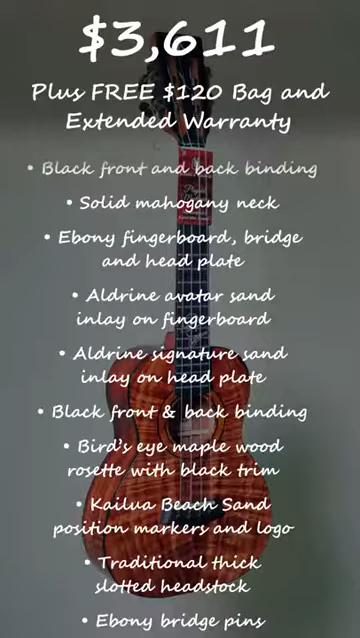 $3,611
Plus FREE $120 Bag and
Extended Warranty
• Black front and back binding
• Solid mahogany neck
• Ebony fingerboard, bridge
and head plate
• Aldrine avatar sand
inlay on fingerboard
• Aldrine signature sand
inlay on head plate
• Black front & back binding
• Bird's eye maple wood
rosette with black trim
• Kailua Beach Sand
position markers and logo
• Traditional thick
slotted headstock
• Ebony bridge pins